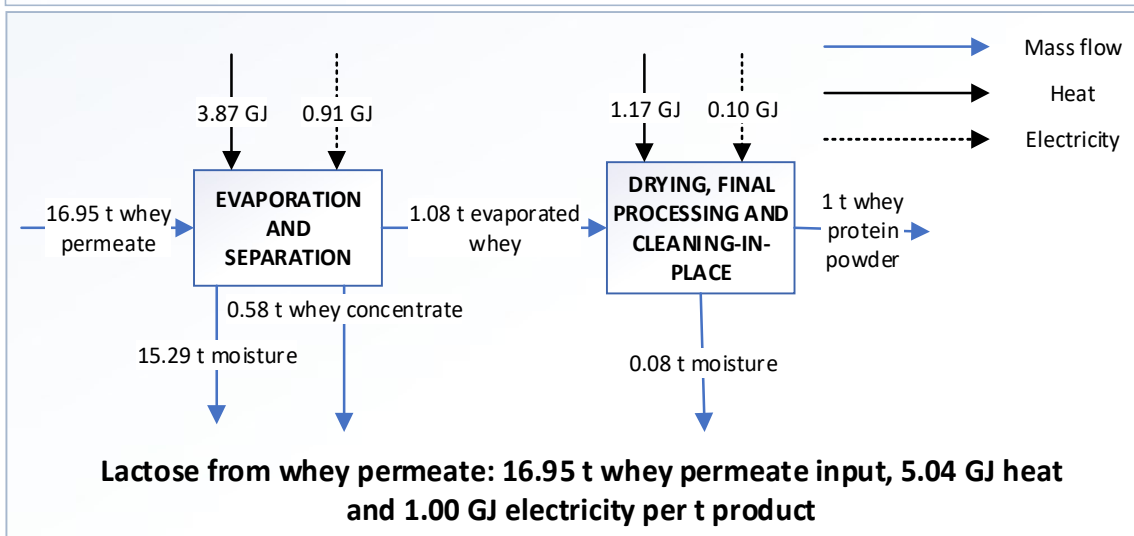 Mass flow
Heat
Electricity
3.87 GJ
0.91 GJ
1.17 GJ
0.10 GJ
16.95 t whey
permeate
EVAPORATION
AND
SEPARATION
1.08 t evaporated
whey
DRYING, FINAL
PROCESSING AND
CLEANING-IN-
PLACE
1 t whey
protein
powder
0.58 t whey concentrate
15.29 t moisture
0.08 t moisture
Lactose from whey permeate: 16.95 t whey permeate input, 5.04 GJ heat
and 1.00 GJ electricity per t product